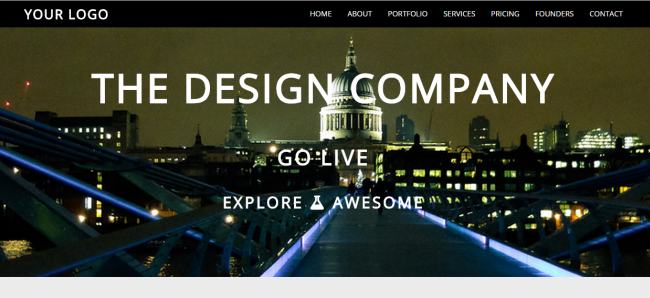 YOUR LOGO
HOME ABOUT PORTFOLIO SERVICES PRICING FOUNDERS CONTACT
THE DESIGN COMPANY
GO LIVE
EXPLORE AWESOME